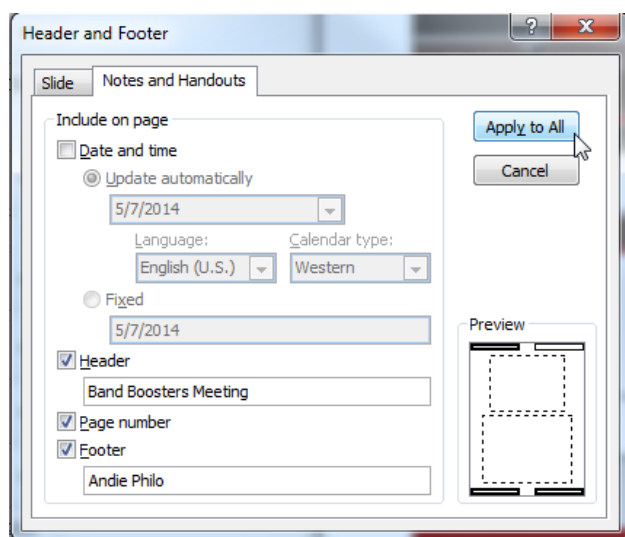 Header and Footer
Slide
Notes and Handouts
Include on page
Date and time
Update automatically
5/7/2014
Language: Calendar type:
English (U.S.) Western
Fixed
5/7/2014
Header
Band Boosters Meeting
Page number
Footer
Andie Philo
Apply to All
Cancel
Preview